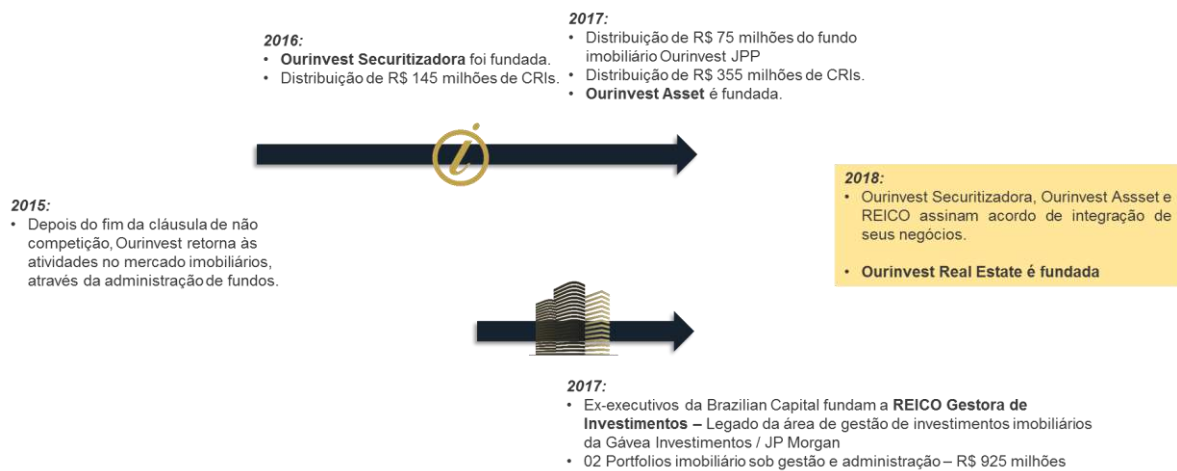 2015:
• Depois do fim da cláusula de não
competição, Ourinvest retorna às
atividades no mercado imobiliários,
através da administração de fundos.
2016:
• Ourinvest Securitizadora foi fundada.
• Distribuição de R$ 145 milhões de CRIs.
2017:
• Distribuição de R$ 75 milhões do fundo
imobiliário Ourinvest JPP
• Distribuição de R$ 355 milhões de CRIs.
• Ourinvest Asset é fundada.
i
2017:
• Ex-executivos da Brazilian Capital fundam a REICO Gestora de
Investimentos – Legado da área de gestão de investimentos imobiliários
da Gávea Investimentos / JP Morgan
• 02 Portfolios imobiliário sob gestão e administração – R$ 925 milhões
2018:
• Ourinvest Securitizadora, Ourinvest Assset e
REICO assinam acordo de integração de
seus negócios.
• Ourinvest Real Estate é fundada